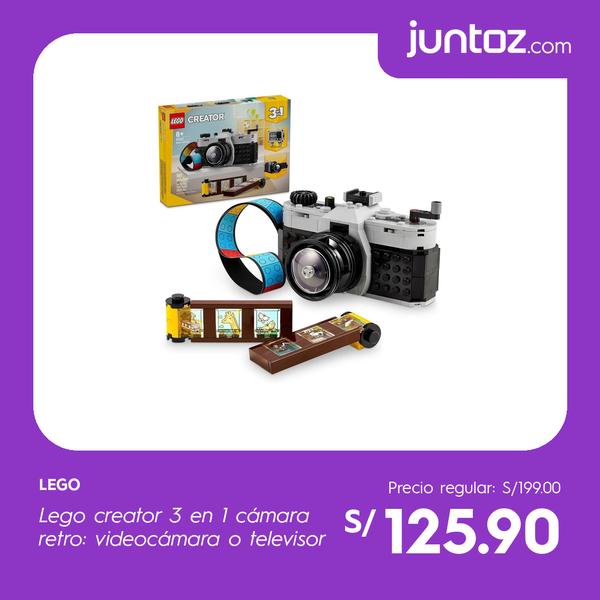 juntoz.com
LEGO CREATOR
3in1
8+
LEGO
Precio regular: S/199.00
Lego creator 3 en 1 cámara
retro: videocámara o televisor
S/125.90